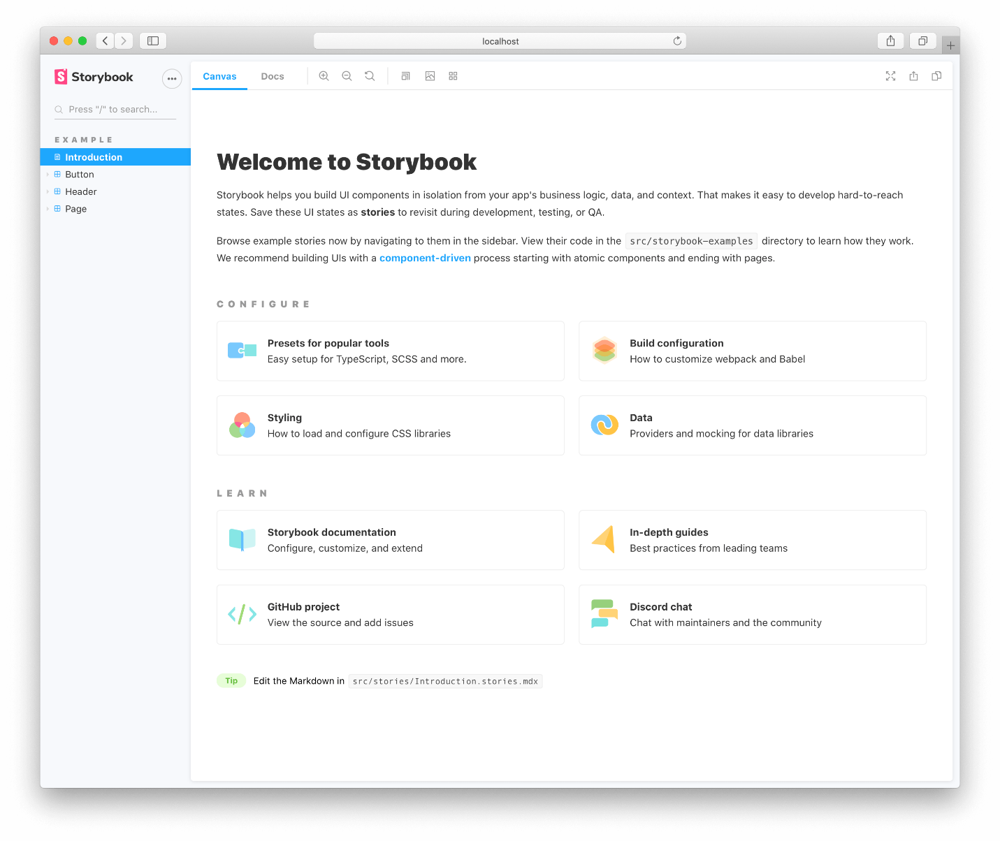 localhost
Storybook
Canvas
Docs
Press "/" to search...
EXAMPLE
Introduction
Button
Header
Page
Welcome to Storybook
Storybook helps you build UI components in isolation from your app's business logic, data, and context. That makes it easy to develop hard-to-reach
states. Save these UI states as stories to revisit during development, testing, or QA.
Browse example stories now by navigating to them in the sidebar. View their code in the src/storybook-examples directory to learn how they work.
We recommend building UIs with a component-driven process starting with atomic components and ending with pages.
CONFIGURE
Presets for popular tools
Easy setup for TypeScript, SCSS and more.
Build configuration
How to customize webpack and Babel
Styling
How to load and configure CSS libraries
Data
Providers and mocking for data libraries
LEARN
Storybook documentation
Configure, customize, and extend
In-depth guides
Best practices from leading teams
GitHub project
View the source and add issues
Discord chat
Chat with maintainers and the community
Tip Edit the Markdown in src/stories/Introduction.stories.mdx